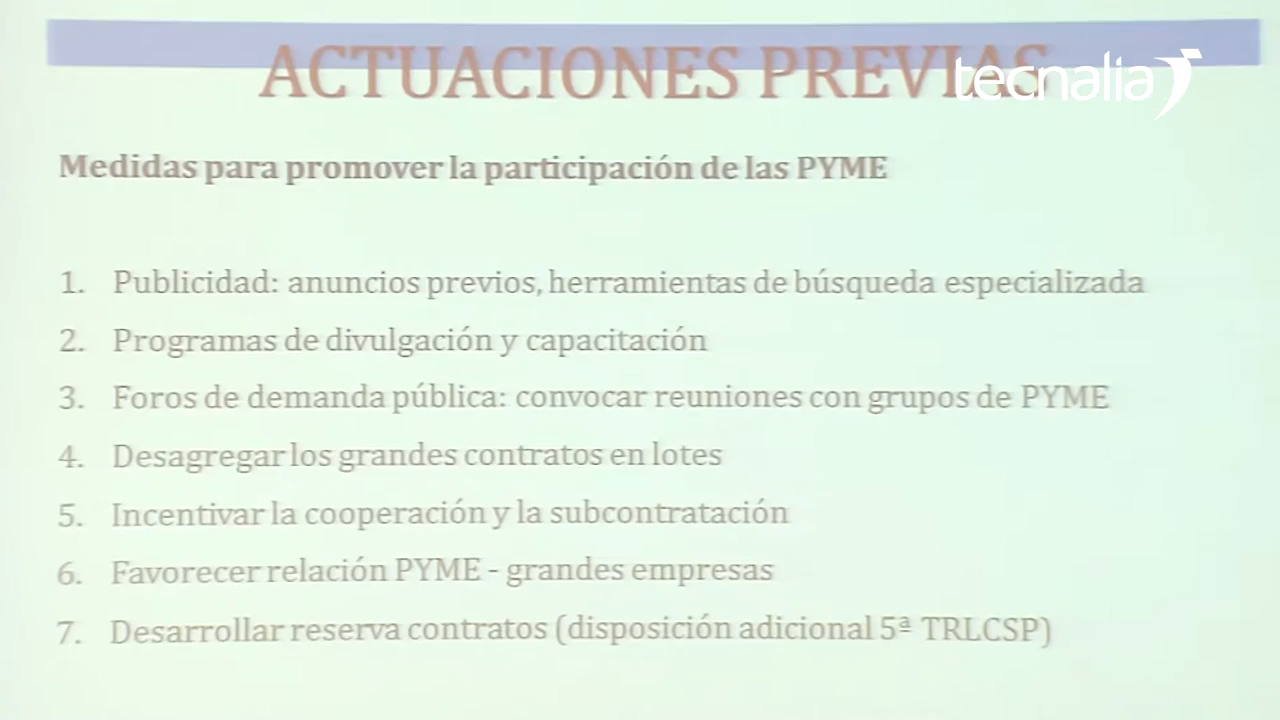 ACTUACIONES PREVIAS
tecnalia
Medidas para promover la participación de las PYME
1. Publicidad: anuncios previos, herramientas de búsqueda especializada
2. Programas de divulgación y capacitación
3. Foros de demanda pública: convocar reuniones con grupos de PYME
4. Desagregar los grandes contratos en lotes
5. Incentivar la cooperación y la subcontratación
6. Favorecer relación PYME - grandes empresas
7. Desarrollar reserva contratos (disposición adicional 5ª TRLCSP)